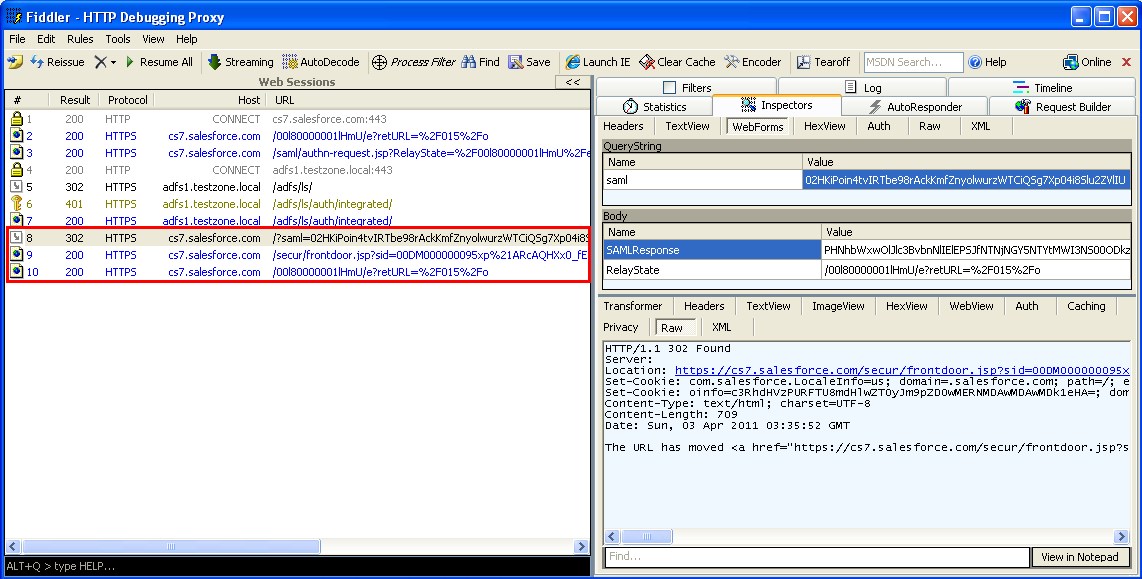 Fiddler - HTTP Debugging Proxy
File Edit Rules Tools View Help
Reissue Resume All Streaming AutoDecode Process Filter Find Save Launch IE Clear Cache Encoder Tearoff MSDN Search... Help Online
Web Sessions <<
# Result Protocol Host URL
1 200 HTTP CONNECT cs7.salesforce.com:443
2 200 HTTPS cs7.salesforce.com /00l80000001lHmU/e?retURL=%2F015%2Fo
3 200 HTTPS cs7.salesforce.com /saml/authn-request.jsp?RelayState=%2F00l80000001lHmU%2Fe
4 200 HTTP CONNECT adfs1.testzone.local:443
5 302 HTTPS adfs1.testzone.local /adfs/ls/
6 401 HTTPS adfs1.testzone.local /adfs/ls/auth/integrated/
7 200 HTTPS adfs1.testzone.local /adfs/ls/auth/integrated/
8 302 HTTPS cs7.salesforce.com /?saml=02HKiPoin4tvIRTbe98rAckKmfZnyolwurzWTCiQSg7Xp04i8S
9 200 HTTPS cs7.salesforce.com /secur/frontdoor.jsp?sid=00DM000000095xp%21ARcAQHXx0_fE
10 200 HTTPS cs7.salesforce.com /00l80000001lHmU/e?retURL=%2F015%2Fo
ALT+Q > type HELP...
Filters Log Timeline
Statistics Inspectors AutoResponder Request Builder
Headers TextView WebForms HexView Auth Raw XML
QueryString
Name Value
saml 02HKiPoin4tvIRTbe98rAckKmfZnyolwurzWTCiQSg7Xp04i8Slu2ZVlIU
Body
Name Value
SAMLResponse PHNhbWxwOlJlc3BvbnNlIElEPSJfNTNjNGY5NTYtMWI3NS00ODkz
RelayState /00l80000001lHmU/e?retURL=%2F015%2Fo
Transformer Headers TextView ImageView HexView WebView Auth Caching
Privacy Raw XML
HTTP/1.1 302 Found
Server:
Location: https://cs7.salesforce.com/secur/frontdoor.jsp?sid=00DM000000095x
Set-Cookie: com.salesforce.LocaleInfo=us; domain=.salesforce.com; path=/; e
Set-Cookie: oinfo=c3RhdHVzPURFTU8mdHlwZT0yJm9pZD0wMERNMDAwMDAwMDk1eHA=; dom
Content-Type: text/html; charset=UTF-8
Content-Length: 709
Date: Sun, 03 Apr 2011 03:35:52 GMT
The URL has moved <a href="https://cs7.salesforce.com/secur/frontdoor.jsp?s
Find... View in Notepad